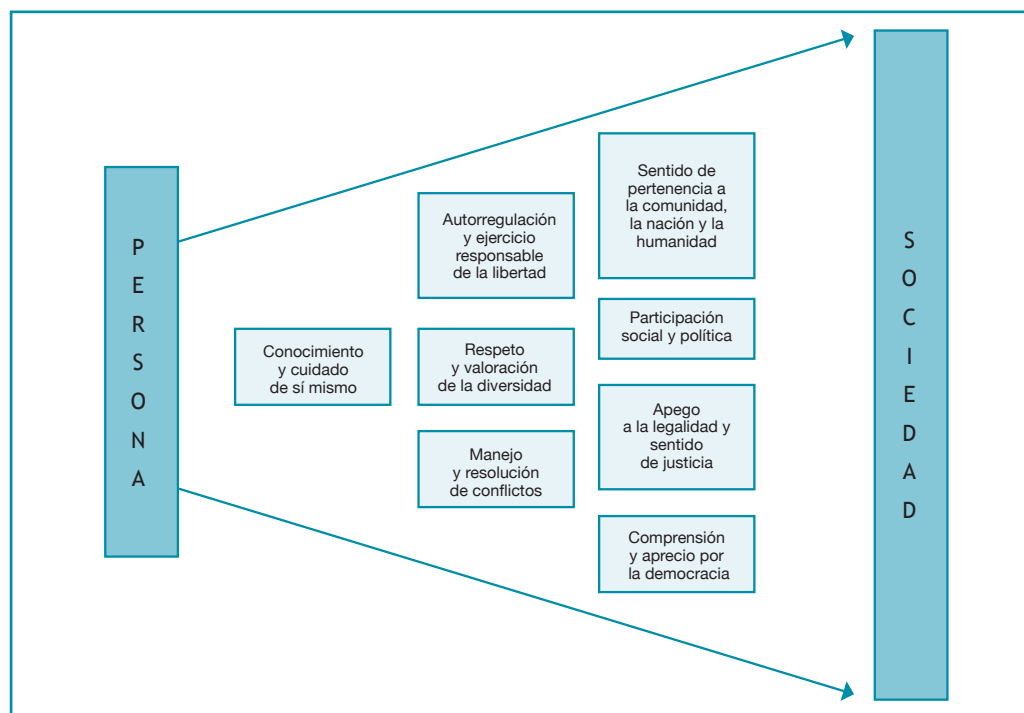 PERSONA
Conocimiento
y cuidado
de sí mismo
Autorregulación
y ejercicio
responsable
de la libertad
Respeto
y valoración
de la diversidad
Manejo
y resolución
de conflictos
Sentido de
pertenencia a
la comunidad,
la nación y la
humanidad
Participación
social y política
Apego
a la legalidad y
sentido
de justicia
Comprensión
y aprecio por
la democracia
SOCIEDAD